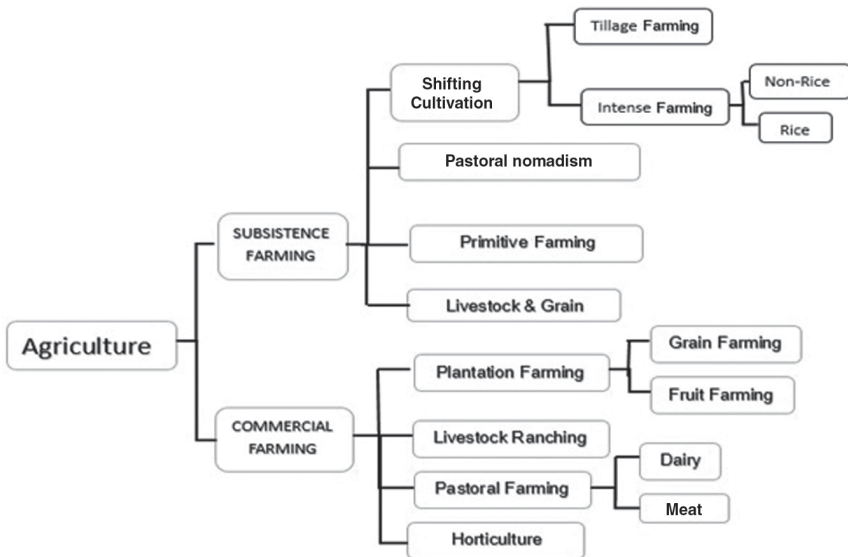 Agriculture
SUBSISTENCE
FARMING
Shifting
Cultivation
Tillage Farming
Intense Farming
Non-Rice
Rice
Pastoral nomadism
Primitive Farming
Livestock & Grain
COMMERCIAL
FARMING
Plantation Farming
Grain Farming
Fruit Farming
Livestock Ranching
Pastoral Farming
Dairy
Meat
Horticulture